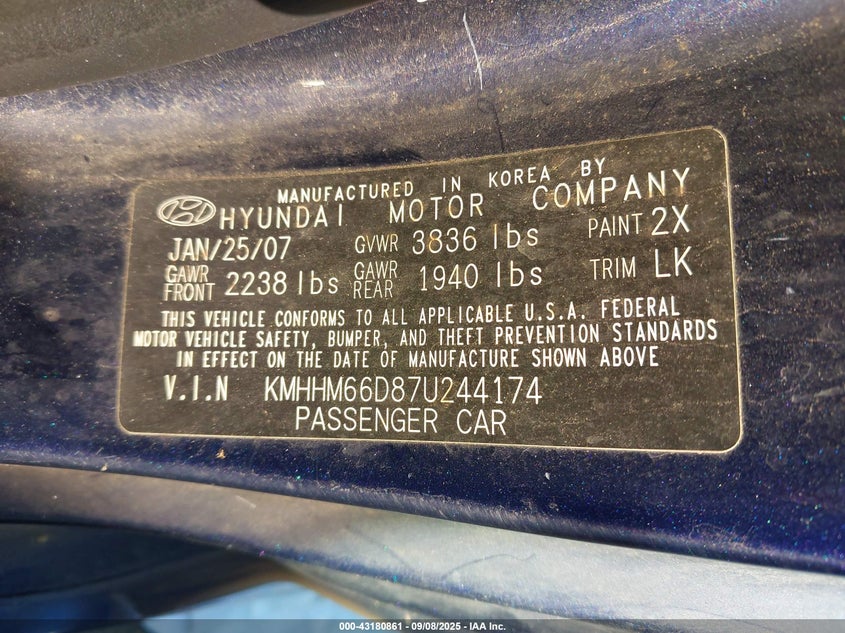 MANUFACTURED IN KOREA BY
HYUNDAI MOTOR COMPANY
JAN/25/07 GVWR 3836 lbs PAINT 2X
GAWR FRONT 2238 lbs GAWR REAR 1940 lbs TRIM LK
THIS VEHICLE CONFORMS TO ALL APPLICABLE U.S.A. FEDERAL
MOTOR VEHICLE SAFETY, BUMPER, AND THEFT PREVENTION STANDARDS
IN EFFECT ON THE DATE OF MANUFACTURE SHOWN ABOVE
V.I.N KMHHM66D87U244174
PASSENGER CAR
000-43180861 - 09/08/2025 - IAA Inc.